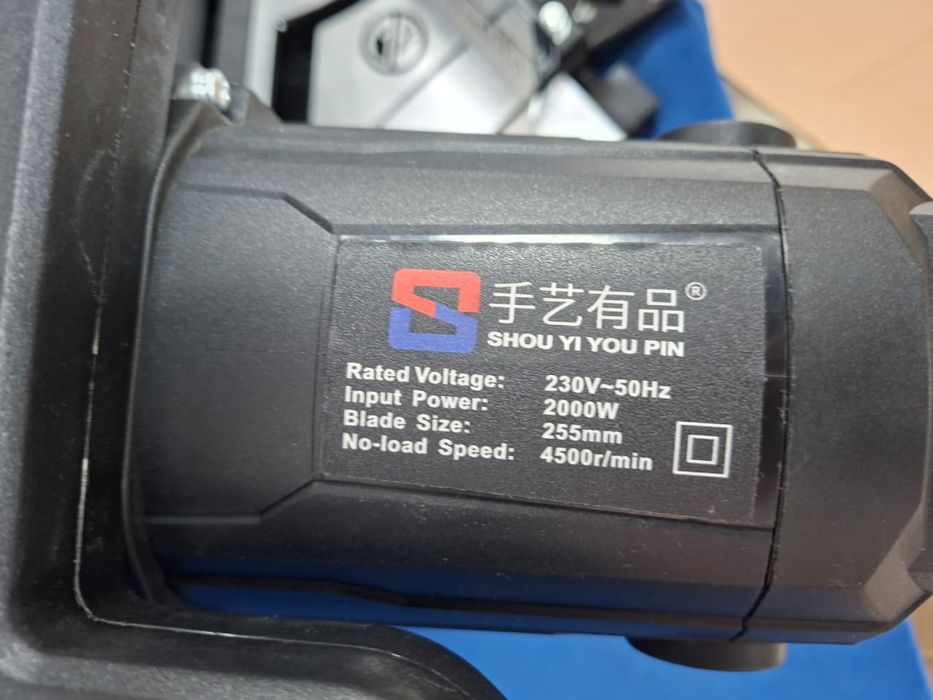 手艺有品®
SHOU YI YOU PIN
Rated Voltage: 230V~50Hz
Input Power: 2000W
Blade Size: 255mm
No-load Speed: 4500r/min